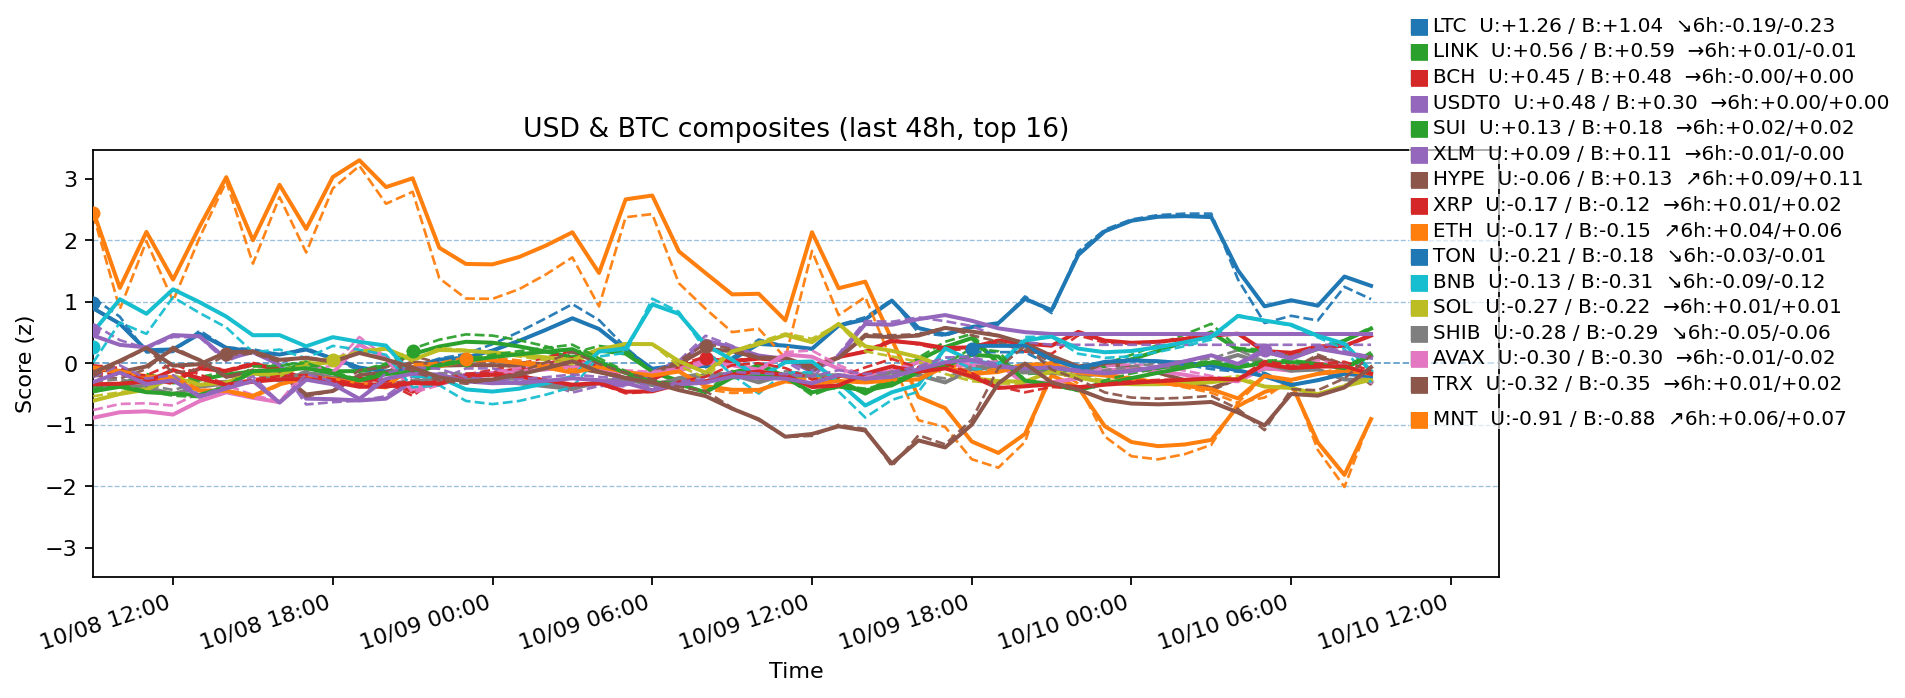 LTC  U:+1.26 / B:+1.04  ↘6h:-0.19/-0.23
LINK  U:+0.56 / B:+0.59  →6h:+0.01/-0.01
BCH  U:+0.45 / B:+0.48  →6h:-0.00/+0.00
USDT0  U:+0.48 / B:+0.30  →6h:+0.00/+0.00
SUI  U:+0.13 / B:+0.18  →6h:+0.02/+0.02
XLM  U:+0.09 / B:+0.11  →6h:-0.01/-0.00
HYPE  U:-0.06 / B:+0.13  ↗6h:+0.09/+0.11
XRP  U:-0.17 / B:-0.12  →6h:+0.01/+0.02
ETH  U:-0.17 / B:-0.15  ↗6h:+0.04/+0.06
TON  U:-0.21 / B:-0.18  ↘6h:-0.03/-0.01
BNB  U:-0.13 / B:-0.31  ↘6h:-0.09/-0.12
SOL  U:-0.27 / B:-0.22  →6h:+0.01/+0.01
SHIB  U:-0.28 / B:-0.29  ↘6h:-0.05/-0.06
AVAX  U:-0.30 / B:-0.30  →6h:-0.01/-0.02
TRX  U:-0.32 / B:-0.35  →6h:+0.01/+0.02
MNT  U:-0.91 / B:-0.88  ↗6h:+0.06/+0.07
USD & BTC composites (last 48h, top 16)
Score (z)
3
2
1
0
−1
−2
−3
10/08 12:00
10/08 18:00
10/09 00:00
10/09 06:00
10/09 12:00
10/09 18:00
10/10 00:00
10/10 06:00
10/10 12:00
Time